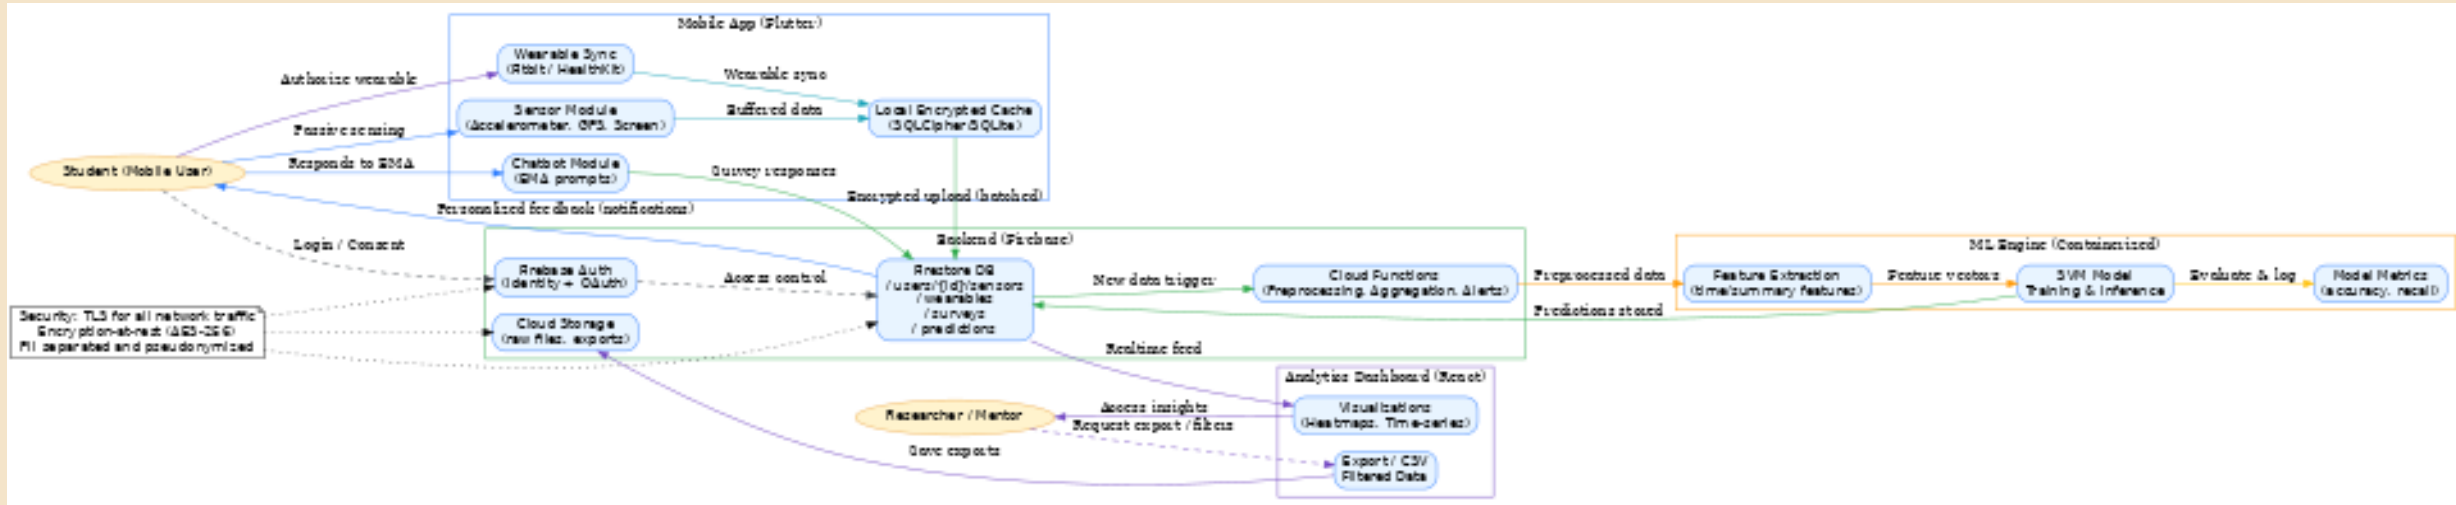 Mobile App (Flutter)
Wearable Sync
(Fitbit / HealthKit)
Authorize wearable
Wearable sync
Sensor Module
(Accelerometer, GPS, Screen)
Buffered data
Local Encrypted Cache
(SQLCipher/SQLite)
Passive sensing
Responds to EMA
Student (Mobile User)
Chatbot Module
(EMA prompts)
Survey responses
Encrypted upload (batched)
Personalized feedback (notifications)
Login / Consent
Backend (Firebase)
Firebase Auth
(Identity + OAuth)
Access control
Firestore DB
/ users/{id}/sensors
/ wearables
/ surveys
/ predictions
New data trigger
Cloud Functions
(Preprocessing, Aggregation, Alerts)
Preprocessed data
ML Engine (Containerized)
Feature Extraction
(time/summary features)
Feature vectors
SVM Model
Training & Inference
Evaluate & log
Model Metrics
(accuracy, recall)
Predictions stored
Security: TLS for all network traffic
Encryption-at-rest (AES-256)
PII separated and pseudonymized
Cloud Storage
(raw files, exports)
Realtime feed
Analytics Dashboard (React)
Visualizations
(Heatmaps, Time-series)
Researcher / Mentor
Access insights
Request export / filters
Save exports
Export / CSV
Filtered Data